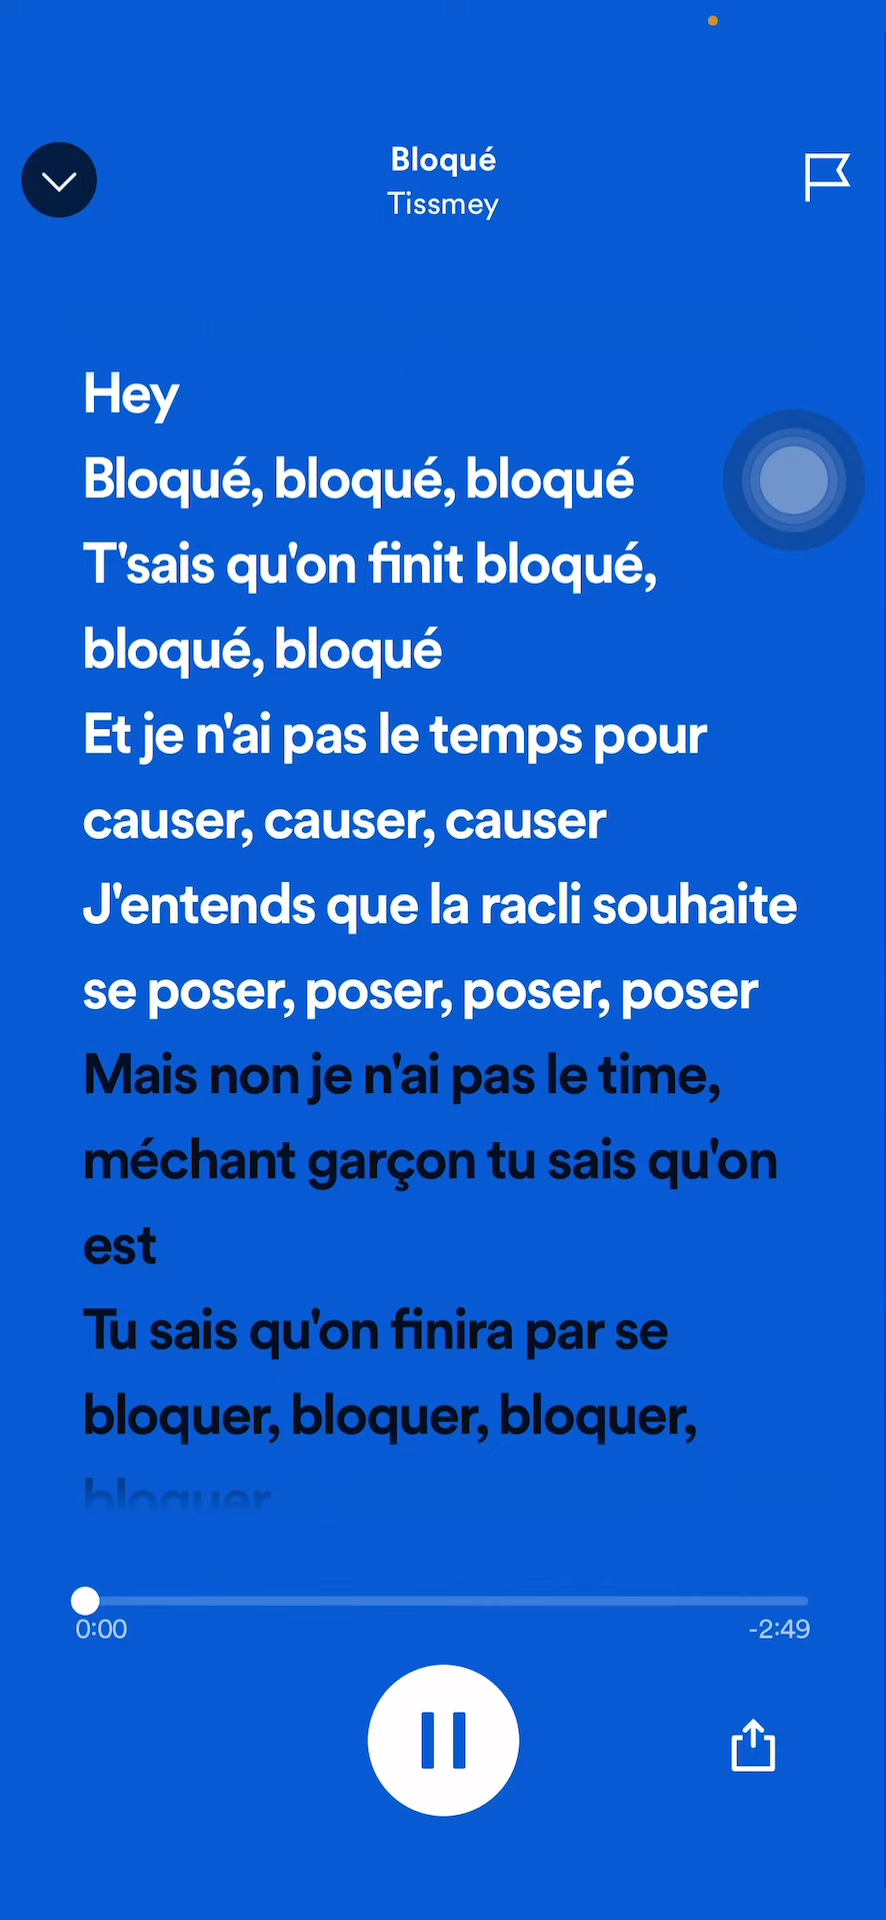 Bloqué
Tissmey
Hey
Bloqué, bloqué, bloqué
T'sais qu'on finit bloqué,
bloqué, bloqué
Et je n'ai pas le temps pour
causer, causer, causer
J'entends que la racli souhaite
se poser, poser, poser, poser
Mais non je n'ai pas le time,
méchant garçon tu sais qu'on
est
Tu sais qu'on finira par se
bloquer, bloquer, bloquer,
bloquer
0:00
-2:49